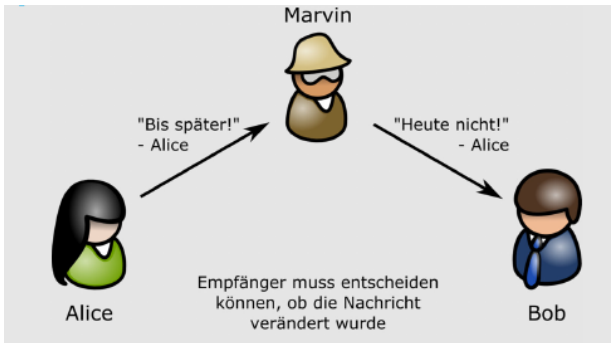 Marvin
"Bis später!"
- Alice
"Heute nicht!"
- Alice
Empfänger muss entscheiden
können, ob die Nachricht
verändert wurde
Alice
Bob